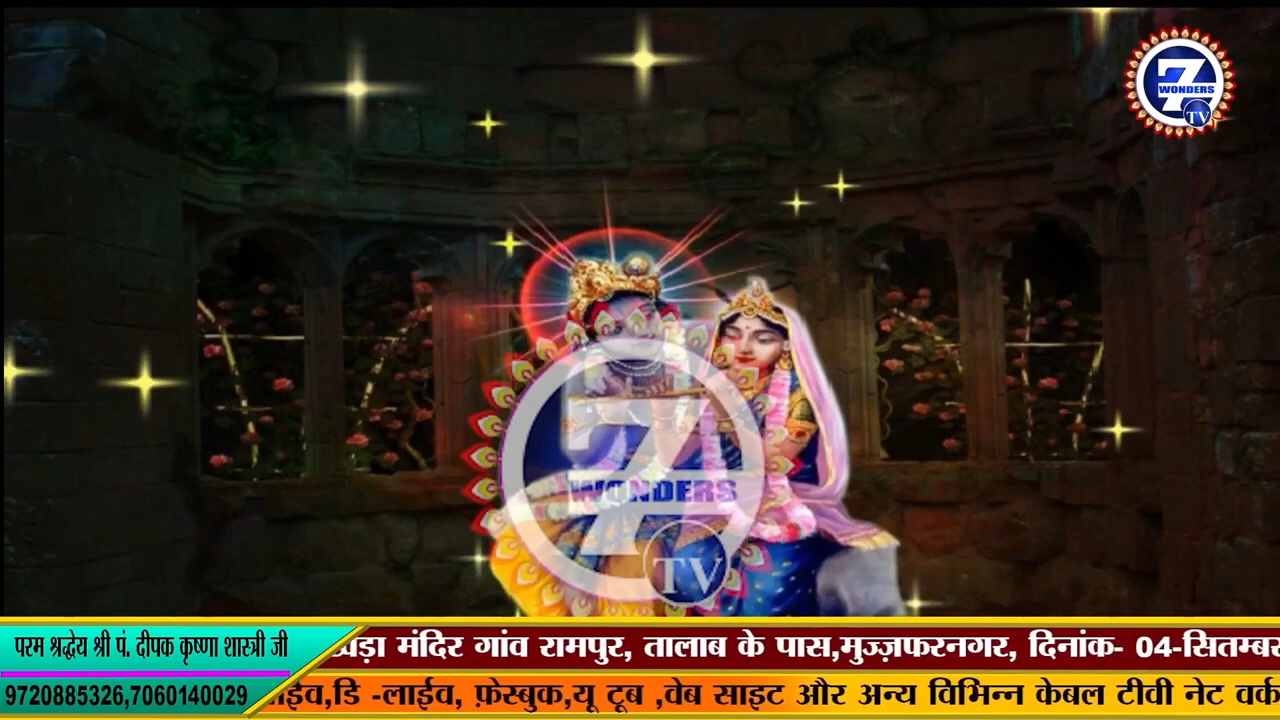 7
WONDERS
TV
7
WONDERS
TV
परम श्रद्धेय श्री पं. दीपक कृष्णा शास्त्री जी
मंदिर गांव रामपुर, तालाब के पास,मुज़्ज़फरनगर, दिनांक- 04-सितम्बर
9720885326,7060140029
डि -लाईव, फ़ेस्बुक,यू टूब ,वेब साइट और अन्य विभिन्न केबल टीवी नेट वर्क